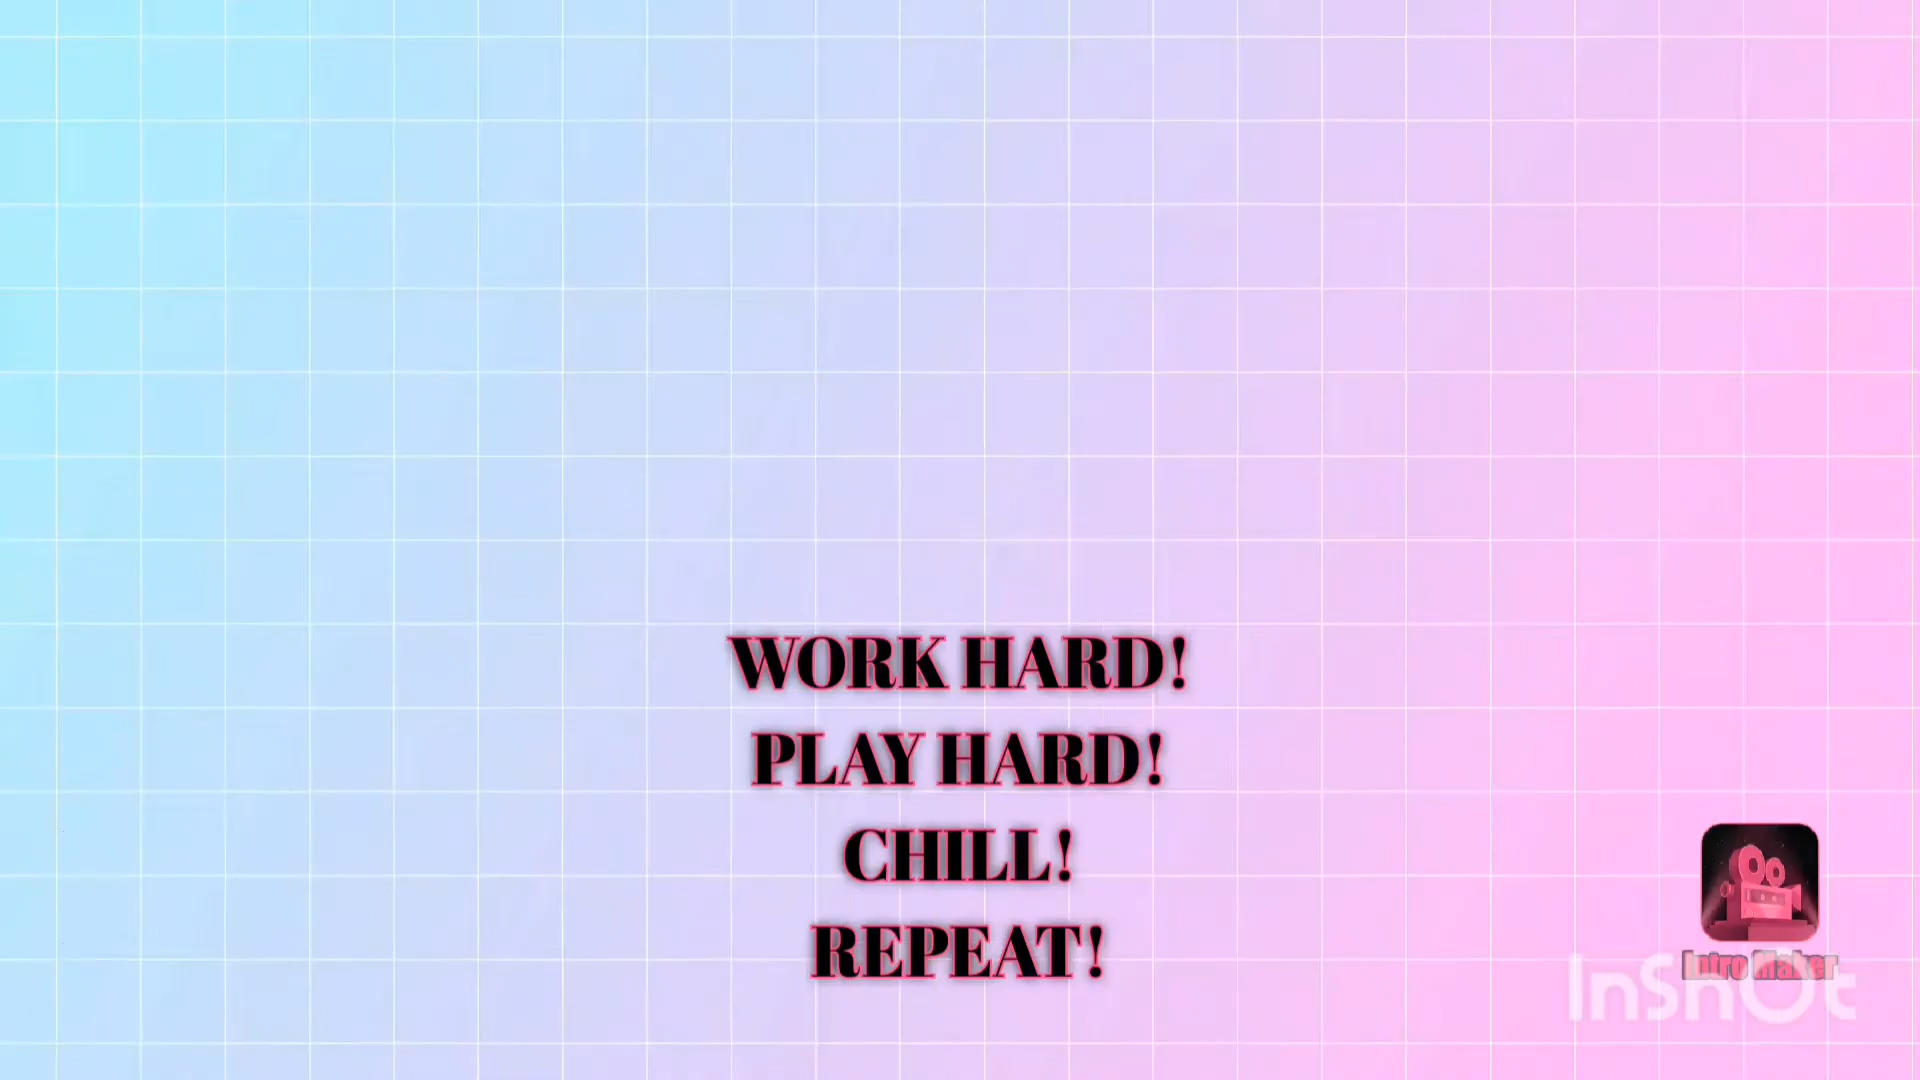 WORK HARD!
PLAY HARD!
CHILL!
REPEAT!
Intro Maker
InShOt